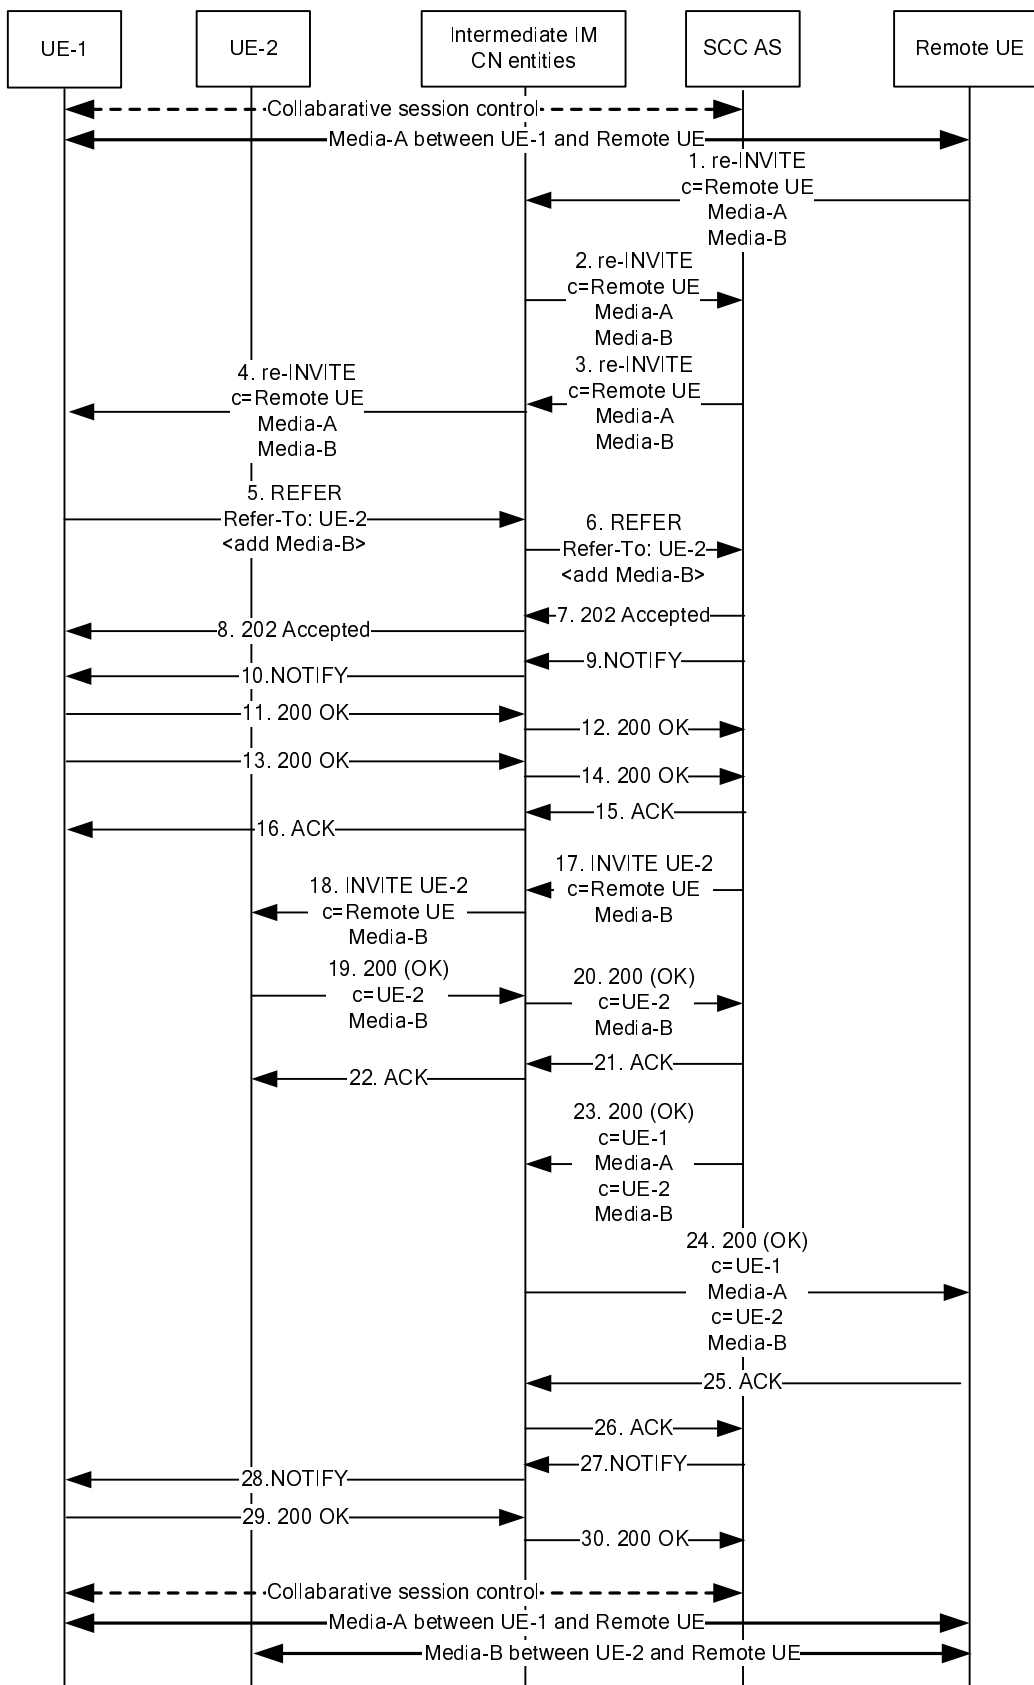 UE-1
UE-2
Intermediate IM
CN entities
SCC AS
Remote UE
Collabarative session control
Media-A between UE-1 and Remote UE
1. re-INVITE
c=Remote UE
Media-A
Media-B
2. re-INVITE
c=Remote UE
Media-A
Media-B
3. re-INVITE
c=Remote UE
Media-A
Media-B
4. re-INVITE
c=Remote UE
Media-A
Media-B
5. REFER
Refer-To: UE-2
<add Media-B>
6. REFER
Refer-To: UE-2
<add Media-B>
7. 202 Accepted
8. 202 Accepted
9.NOTIFY
10.NOTIFY
11. 200 OK
12. 200 OK
13. 200 OK
14. 200 OK
15. ACK
16. ACK
17. INVITE UE-2
c=Remote UE
Media-B
18. INVITE UE-2
c=Remote UE
Media-B
19. 200 (OK)
c=UE-2
Media-B
20. 200 (OK)
c=UE-2
Media-B
21. ACK
22. ACK
23. 200 (OK)
c=UE-1
Media-A
c=UE-2
Media-B
24. 200 (OK)
c=UE-1
Media-A
c=UE-2
Media-B
25. ACK
26. ACK
27.NOTIFY
28.NOTIFY
29. 200 OK
30. 200 OK
Collabarative session control
Media-A between UE-1 and Remote UE
Media-B between UE-2 and Remote UE